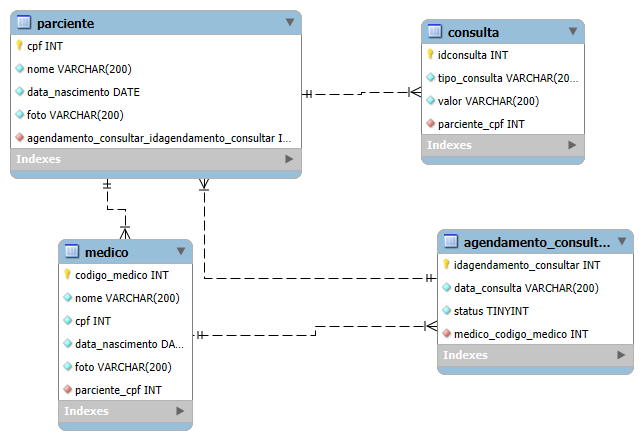 parciente
cpf INT
nome VARCHAR(200)
data_nascimento DATE
foto VARCHAR(200)
agendamento_consultar_idagendamento_consultar I...
Indexes
consulta
idconsulta INT
tipo_consulta VARCHAR(20...
valor VARCHAR(200)
parciente_cpf INT
Indexes
medico
codigo_medico INT
nome VARCHAR(200)
cpf INT
data_nascimento DA...
foto VARCHAR(200)
parciente_cpf INT
Indexes
agendamento_consult...
idagendamento_consultar INT
data_consulta VARCHAR(200)
status TINYINT
medico_codigo_medico INT
Indexes